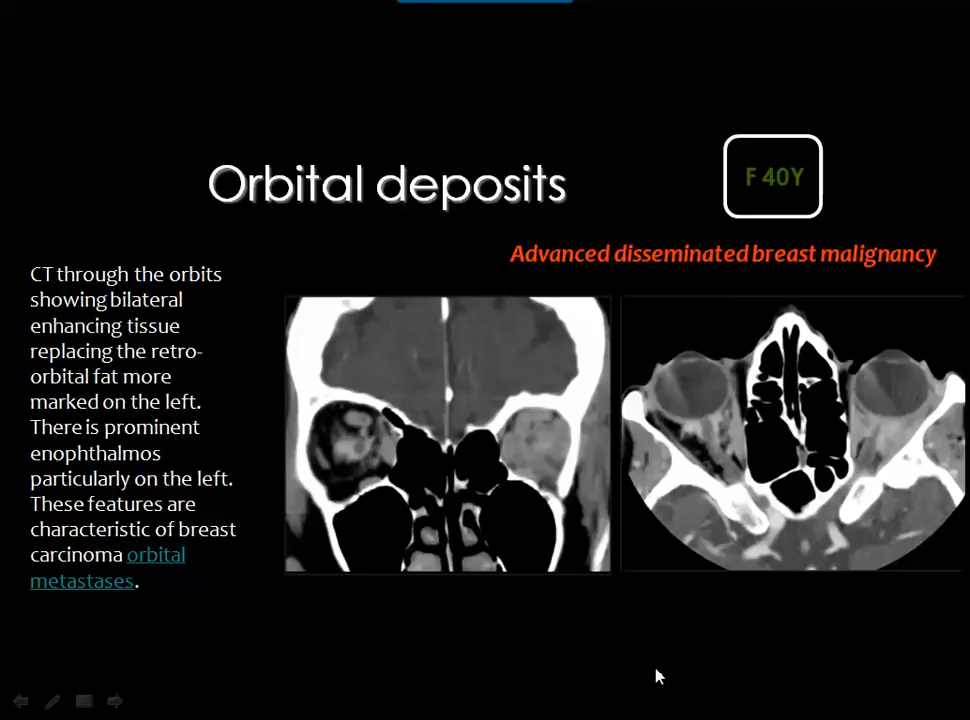 Orbital deposits
F 40Y
Advanced disseminated breast malignancy
CT through the orbits
showing bilateral
enhancing tissue
replacing the retro-
orbital fat more
marked on the left.
There is prominent
enophthalmos
particularly on the left.
These features are
characteristic of breast
carcinoma orbital
metastases.